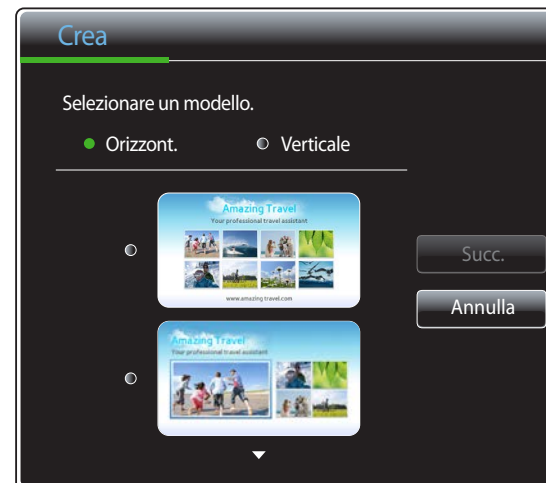 Crea
Selezionare un modello.
Orizzont. Verticale
Amazing Travel
Your professional travel assistant
www.amazing travel.com
Succ.
Annulla
Amazing Travel
Your professional travel assistant